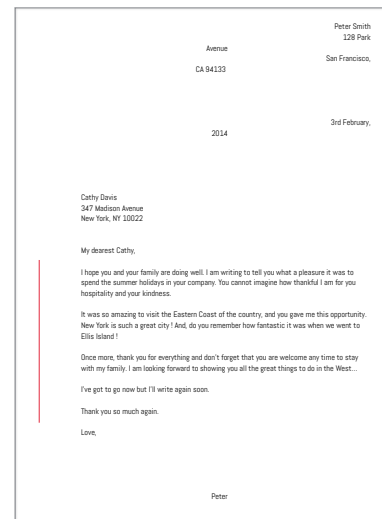 Peter Smith
128 Park
Avenue
San Francisco,
CA 94133
3rd February,
2014
Cathy Davis
347 Madison Avenue
New York, NY 10022
My dearest Cathy,
I hope you and your family are doing well. I am writing to tell you what a pleasure it was to
spend the summer holidays in your company. You cannot imagine how thankful I am for you
hospitality and your kindness.
It was so amazing to visit the Eastern Coast of the country, and you gave me this opportunity.
New York is such a great city ! And, do you remember how fantastic it was when we went to
Ellis Island !
Once more, thank you for everything and don't forget that you are welcome any time to stay
with my family. I am looking forward to showing you all the great things to do in the West...
I've got to go now but I'll write again soon.
Thank you so much again.
Love,
Peter